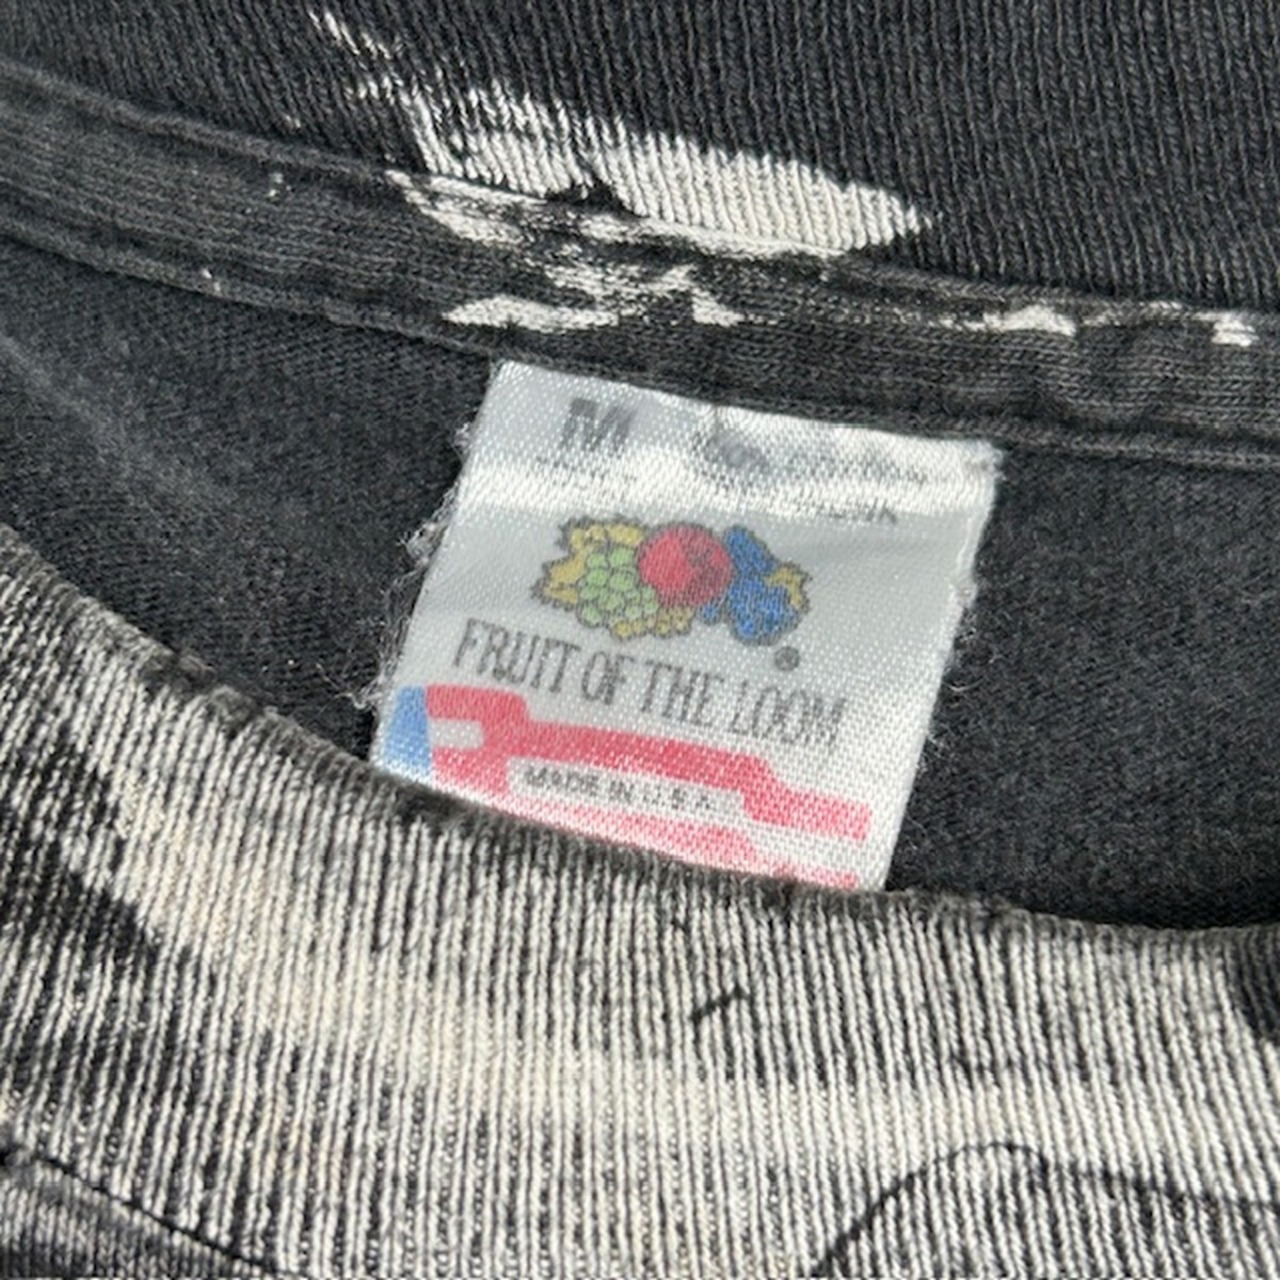 M
FRUIT OF THE LOOM
®
MADE IN U.S.A.